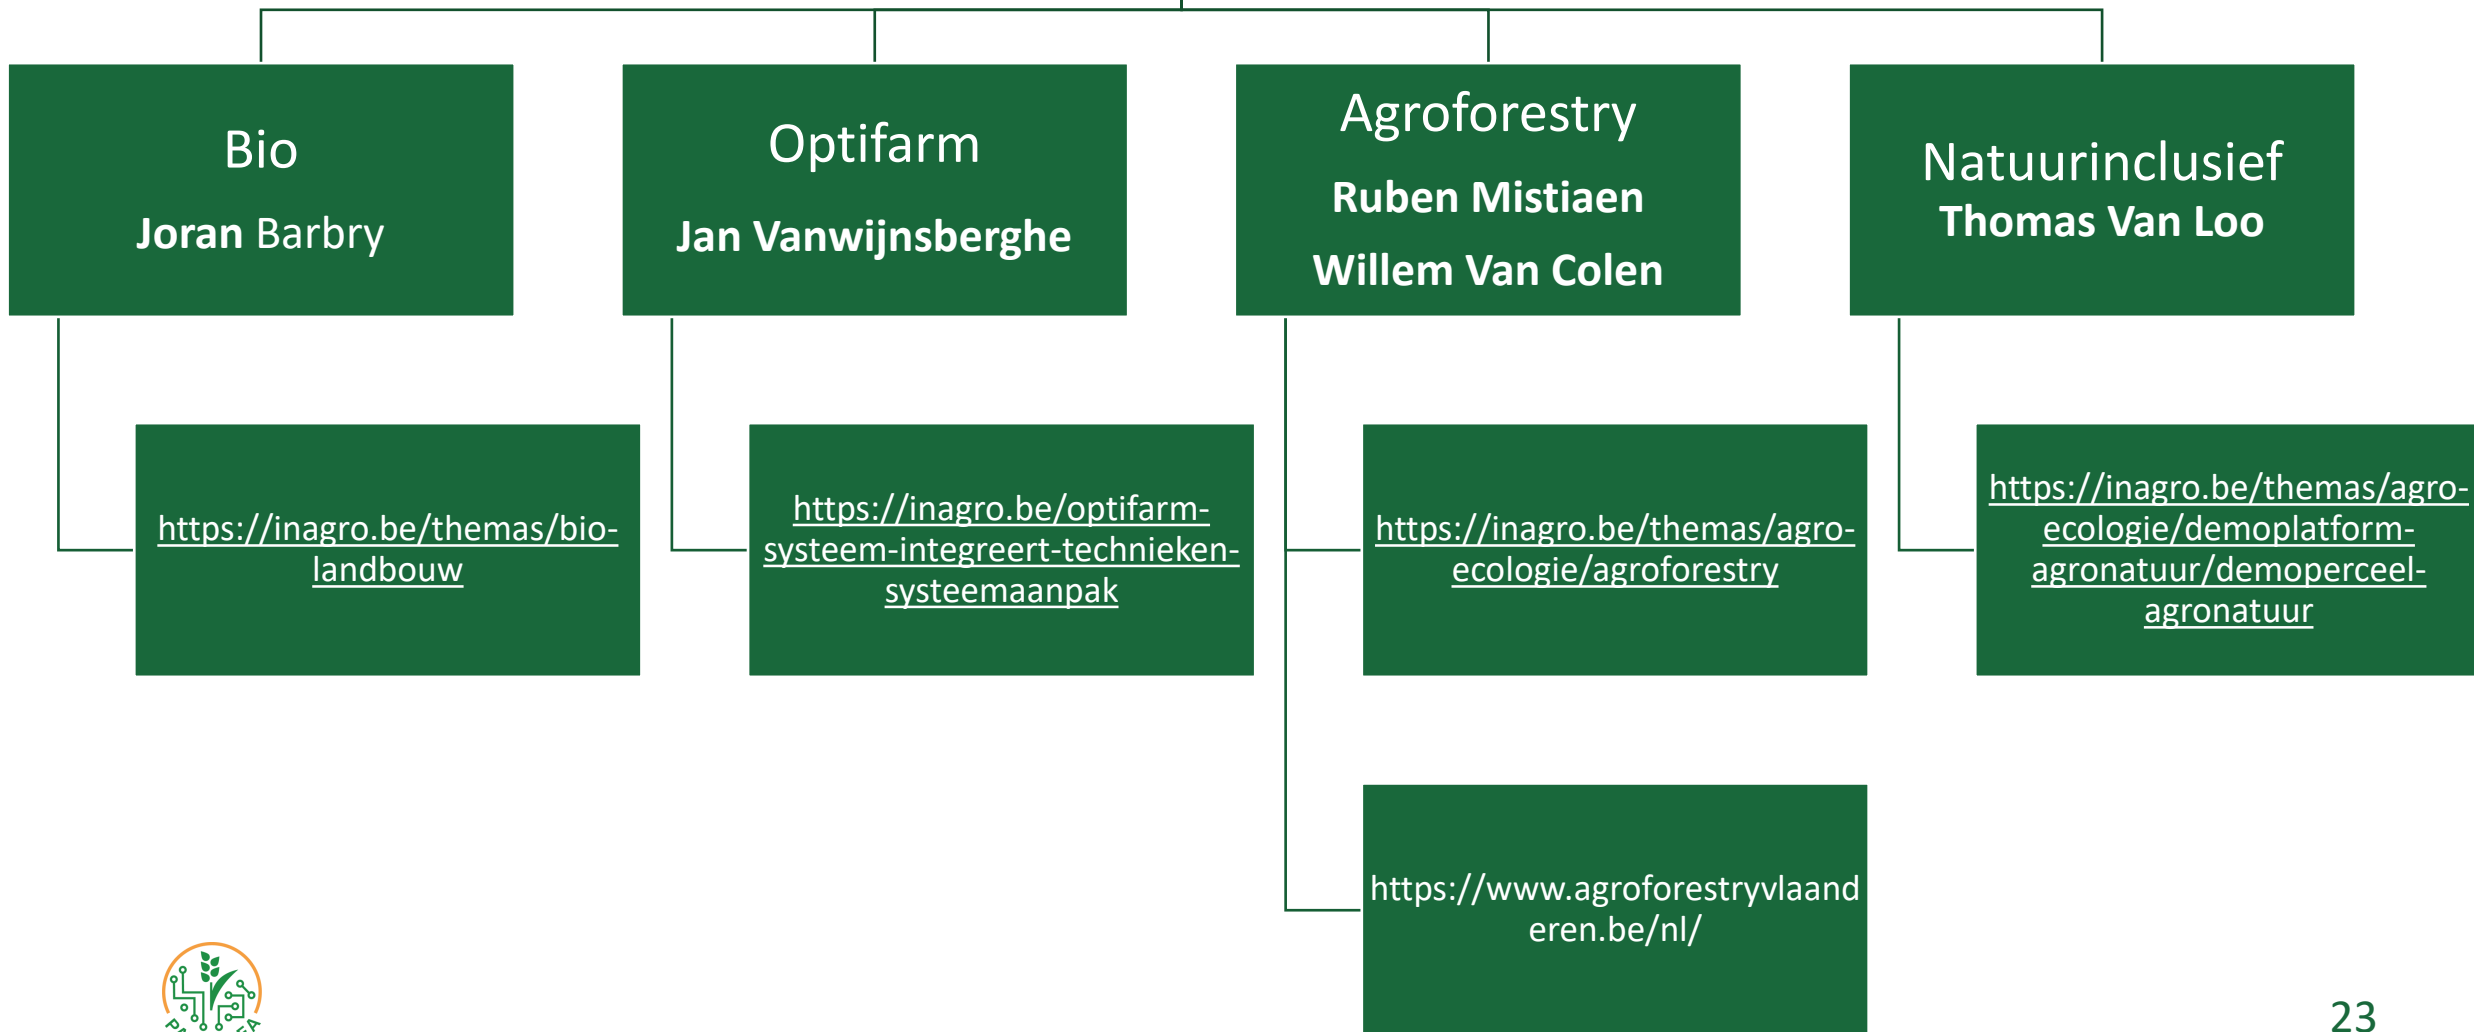 Bio
Joran Barbry
Optifarm
Jan Vanwijnsberghe
Agroforestry
Ruben Mistiaen
Willem Van Colen
Natuurinclusief
Thomas Van Loo
https://inagro.be/themas/bio-
landbouw
https://inagro.be/optifarm-
systeem-integreert-technieken-
systeemaanpak
https://inagro.be/themas/agro-
ecologie/agroforestry
https://inagro.be/themas/agro-
ecologie/demoplatform-
agronatuur/demoperceel-
agronatuur
https://www.agroforestryvlaand
eren.be/nl/
23